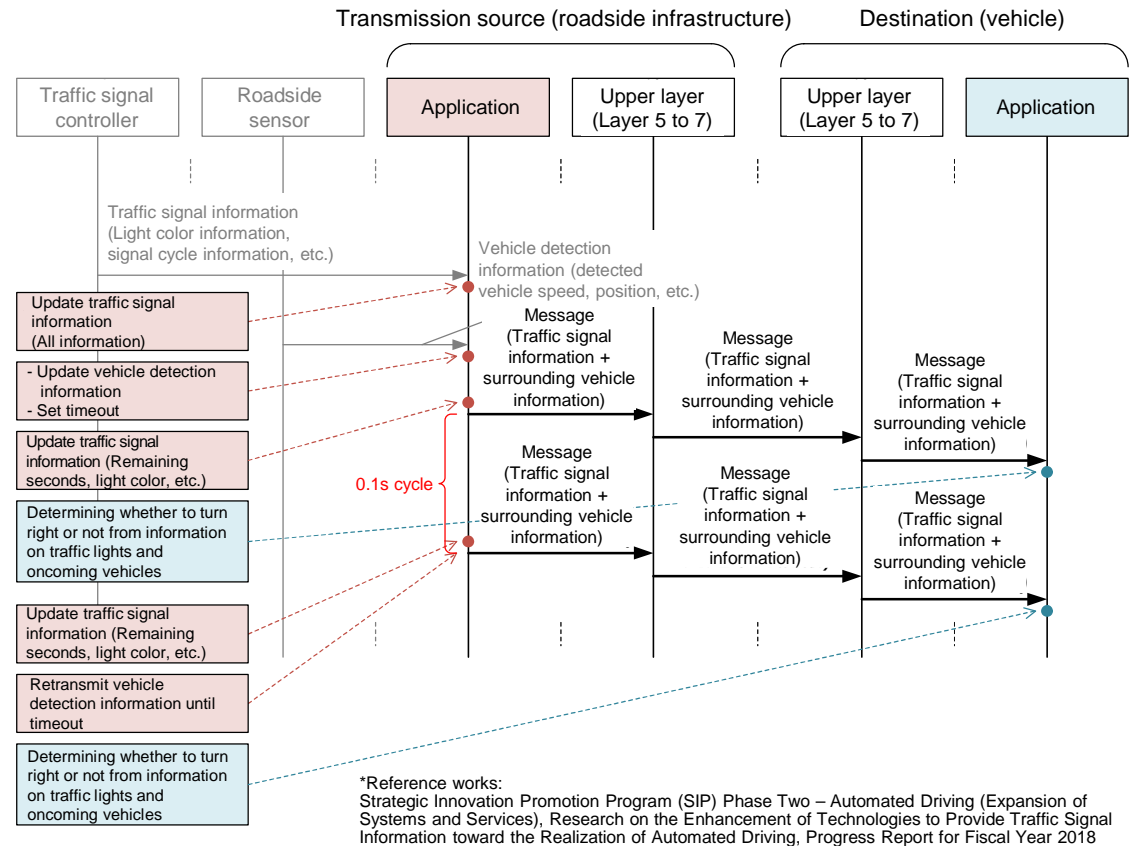 Transmission source (roadside infrastructure)
Destination (vehicle)
Traffic signal
controller
Roadside
sensor
Application
Upper layer
(Layer 5 to 7)
Upper layer
(Layer 5 to 7)
Application
Traffic signal information
(Light color information,
signal cycle information, etc.)
Vehicle detection
information (detected
vehicle speed, position, etc.)
Update traffic signal
information
(All information)
- Update vehicle detection
information
- Set timeout
Update traffic signal
information (Remaining
seconds, light color, etc.)
Determining whether to turn
right or not from information
on traffic lights and
oncoming vehicles
Update traffic signal
information (Remaining
seconds, light color, etc.)
Retransmit vehicle
detection information until
timeout
Determining whether to turn
right or not from information
on traffic lights and
oncoming vehicles
Message
(Traffic signal
information +
surrounding vehicle
information)
Message
(Traffic signal
information +
surrounding vehicle
information)
Message
(Traffic signal
information +
surrounding vehicle
information)
0.1s cycle
Message
(Traffic signal
information +
surrounding vehicle
information)
Message
(Traffic signal
information +
surrounding vehicle
information)
Message
(Traffic signal
information +
surrounding vehicle
information)
*Reference works:
Strategic Innovation Promotion Program (SIP) Phase Two – Automated Driving (Expansion of
Systems and Services), Research on the Enhancement of Technologies to Provide Traffic Signal
Information toward the Realization of Automated Driving, Progress Report for Fiscal Year 2018